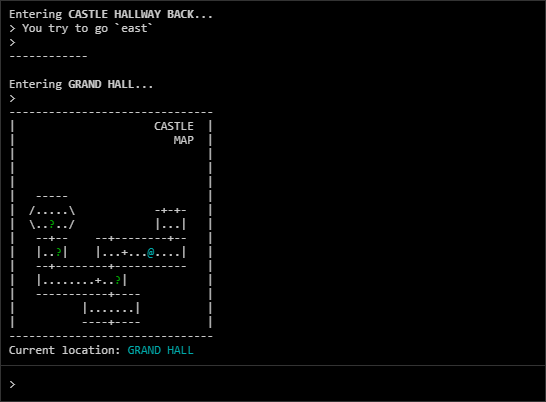 Entering CASTLE HALLWAY BACK...
> You try to go `east`
>
------------
Entering GRAND HALL...
>
-------------------------------
|                     CASTLE  |
|                        MAP  |
|                             |
|                             |
|                             |
|   -----                     |
|  /.....\            -+-+-   |
|  \..?../            |...|   |
|   --+--    --+--------+--   |
|   |..?|    |...+...@....|   |
|   --+--------+-----------   |
|   |........+..?|            |
|   -----------+----          |
|          |.......|          |
|          ----+----          |
-------------------------------
Current location: GRAND HALL
>